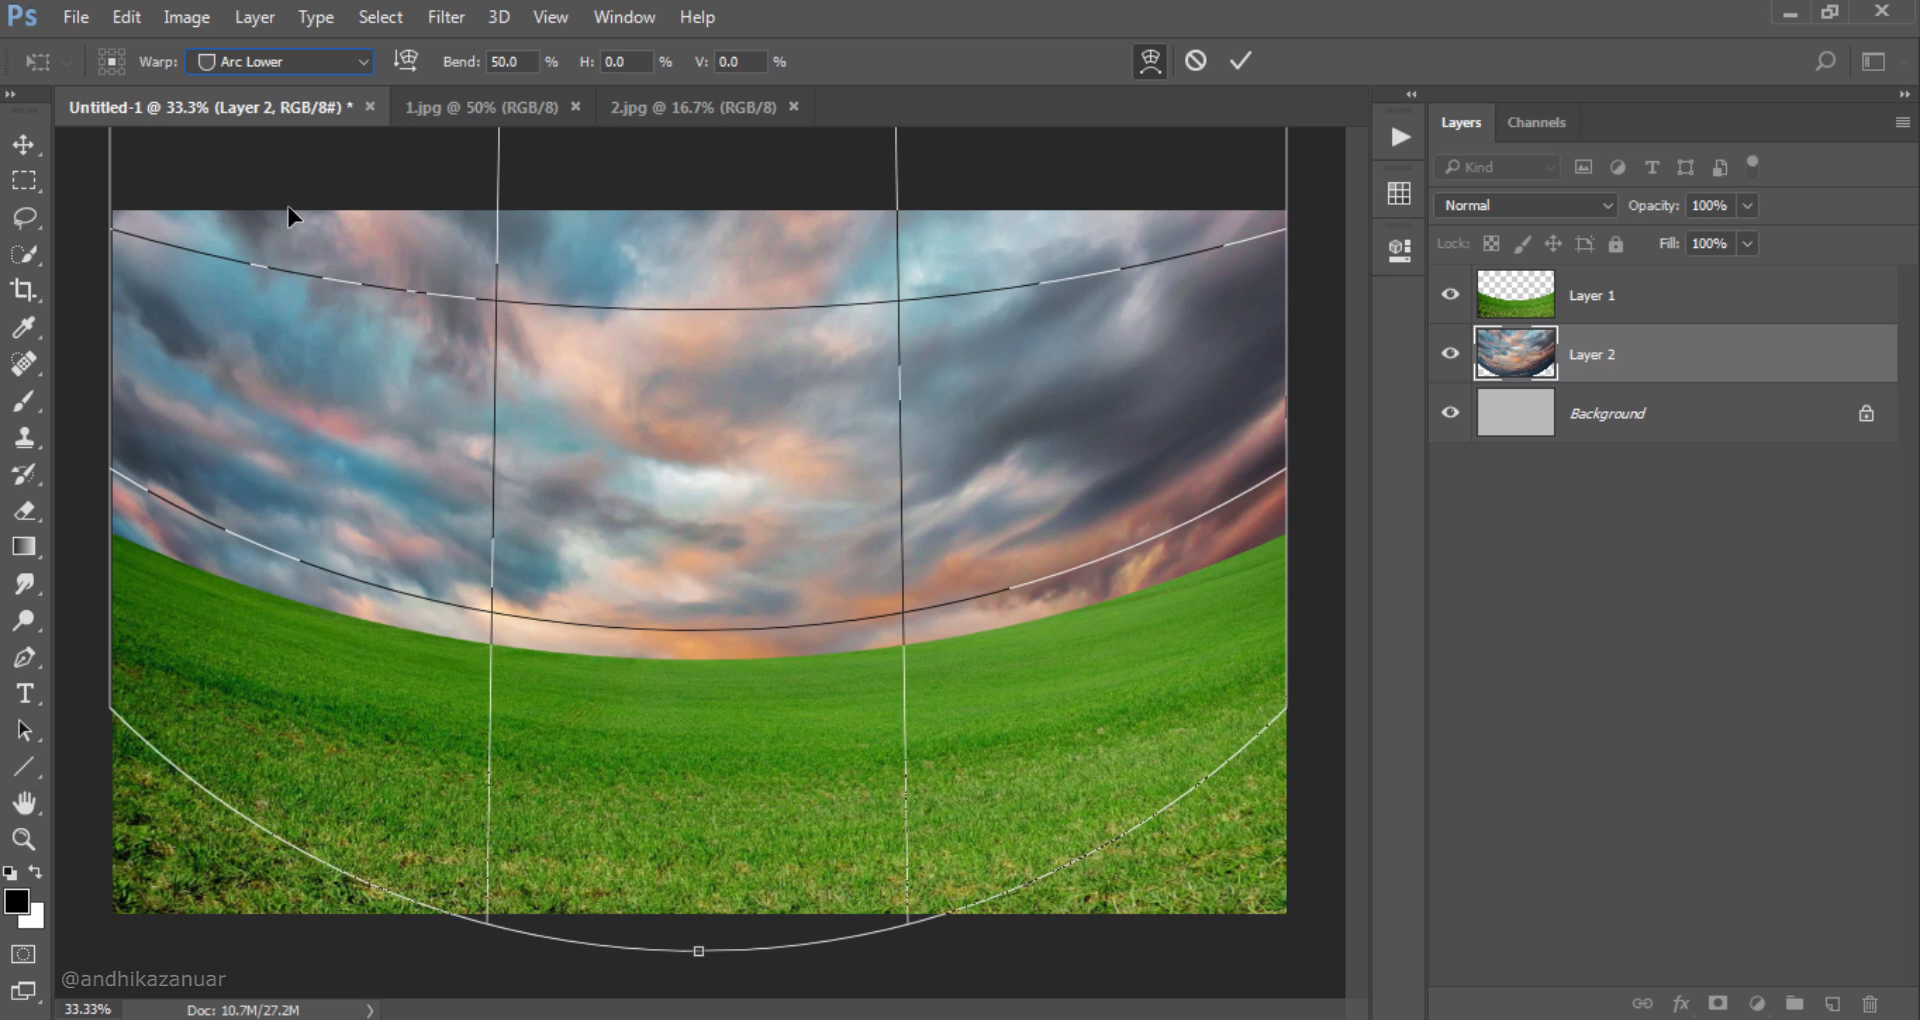 Ps File Edit Image Layer Type Select Filter 3D View Window Help
Warp: Arc Lower Bend: 50.0 % H: 0.0 % V: 0.0 %
Untitled-1 @ 33.3% (Layer 2, RGB/8#) * 1.jpg @ 50% (RGB/8) 2.jpg @ 16.7% (RGB/8)
Layers Channels
Kind
Normal Opacity: 100%
Lock: Fill: 100%
Layer 1
Layer 2
Background
@andhikazanuar
33.33% Doc: 10.7M/27.2M
fx